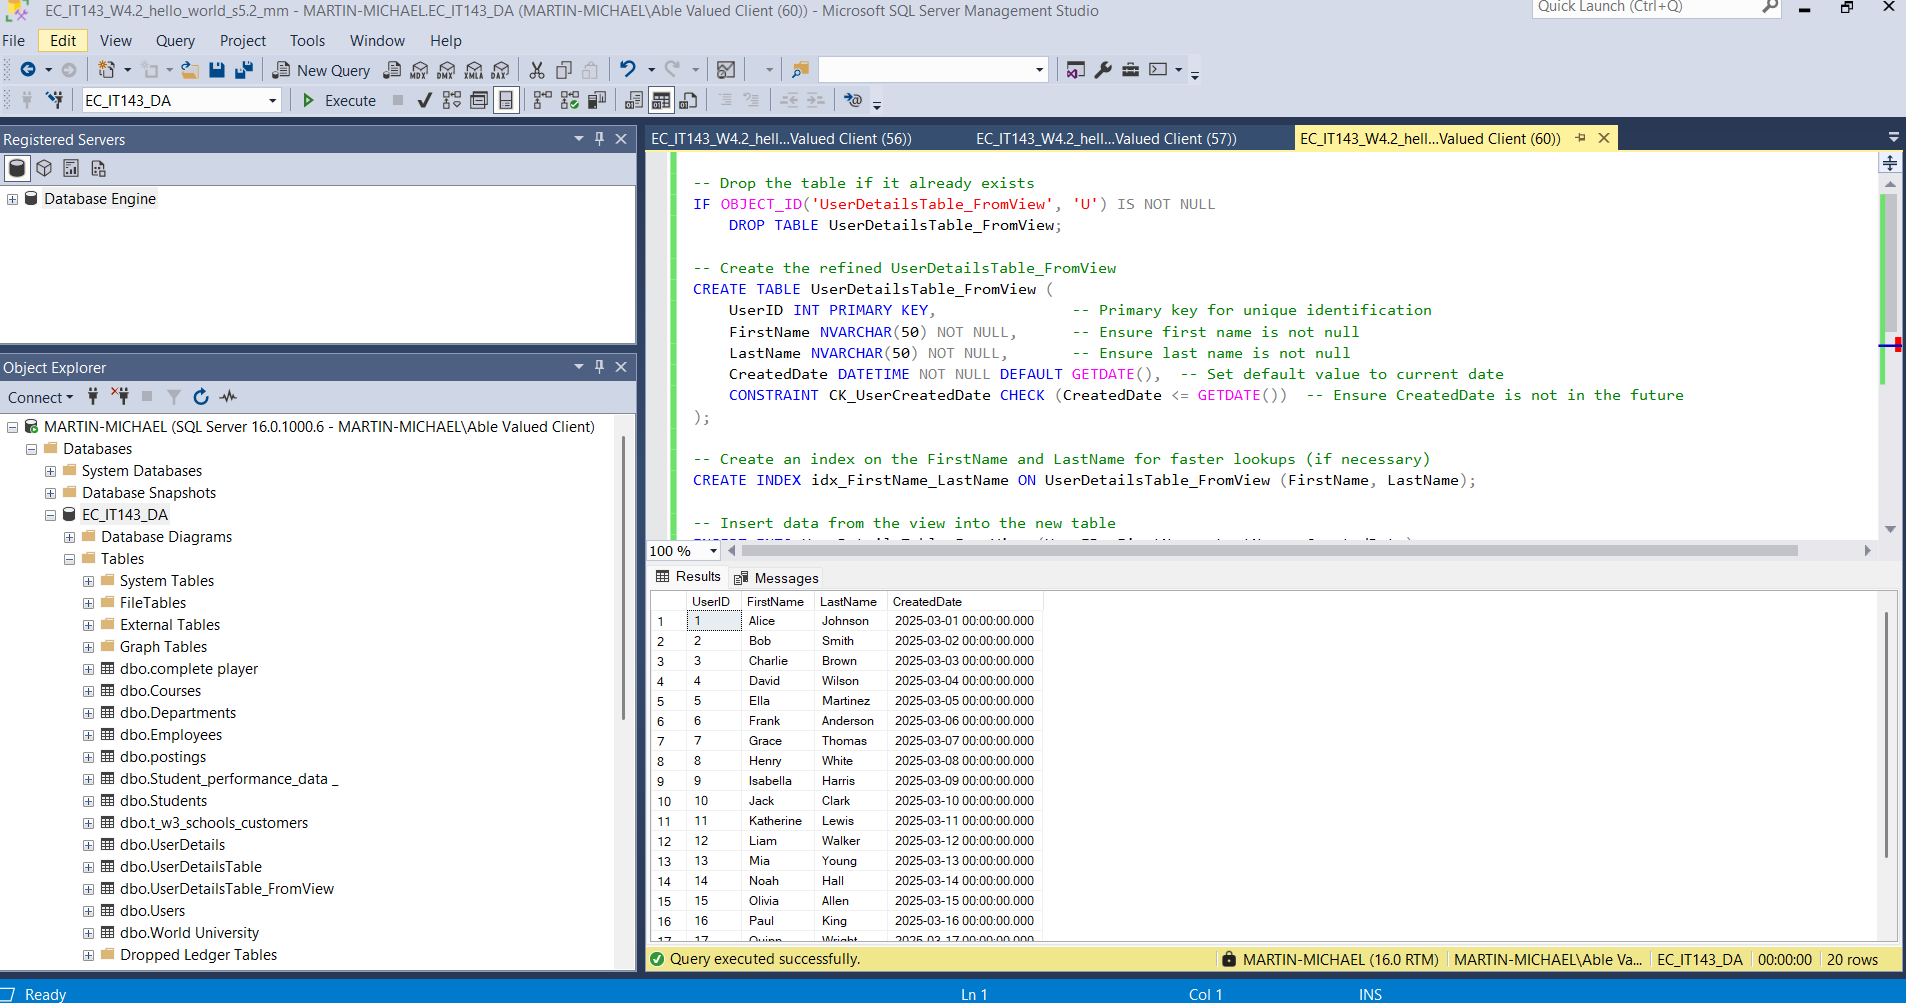 EC_IT143_W4.2_hello_world_s5.2_mm - MARTIN-MICHAEL.EC_IT143_DA (MARTIN-MICHAEL\Able Valued Client (60)) - Microsoft SQL Server Management Studio
Quick Launch (Ctrl+Q)
File Edit View Query Project Tools Window Help
New Query MDX DMX XMLA DAX
EC_IT143_DA Execute
Registered Servers
Database Engine
Object Explorer
Connect
MARTIN-MICHAEL (SQL Server 16.0.1000.6 - MARTIN-MICHAEL\Able Valued Client)
Databases
System Databases
Database Snapshots
EC_IT143_DA
Database Diagrams
Tables
System Tables
FileTables
External Tables
Graph Tables
dbo.complete player
dbo.Courses
dbo.Departments
dbo.Employees
dbo.postings
dbo.Student_performance_data _
dbo.Students
dbo.t_w3_schools_customers
dbo.UserDetails
dbo.UserDetailsTable
dbo.UserDetailsTable_FromView
dbo.Users
dbo.World University
Dropped Ledger Tables
EC_IT143_W4.2_hell...Valued Client (56)) EC_IT143_W4.2_hell...Valued Client (57)) EC_IT143_W4.2_hell...Valued Client (60))
-- Drop the table if it already exists
IF OBJECT_ID('UserDetailsTable_FromView', 'U') IS NOT NULL
DROP TABLE UserDetailsTable_FromView;
-- Create the refined UserDetailsTable_FromView
CREATE TABLE UserDetailsTable_FromView (
UserID INT PRIMARY KEY, -- Primary key for unique identification
FirstName NVARCHAR(50) NOT NULL, -- Ensure first name is not null
LastName NVARCHAR(50) NOT NULL, -- Ensure last name is not null
CreatedDate DATETIME NOT NULL DEFAULT GETDATE(), -- Set default value to current date
CONSTRAINT CK_UserCreatedDate CHECK (CreatedDate <= GETDATE()) -- Ensure CreatedDate is not in the future
);
-- Create an index on the FirstName and LastName for faster lookups (if necessary)
CREATE INDEX idx_FirstName_LastName ON UserDetailsTable_FromView (FirstName, LastName);
-- Insert data from the view into the new table
100 %
Results Messages
UserID FirstName LastName CreatedDate
1 1 Alice Johnson 2025-03-01 00:00:00.000
2 2 Bob Smith 2025-03-02 00:00:00.000
3 3 Charlie Brown 2025-03-03 00:00:00.000
4 4 David Wilson 2025-03-04 00:00:00.000
5 5 Ella Martinez 2025-03-05 00:00:00.000
6 6 Frank Anderson 2025-03-06 00:00:00.000
7 7 Grace Thomas 2025-03-07 00:00:00.000
8 8 Henry White 2025-03-08 00:00:00.000
9 9 Isabella Harris 2025-03-09 00:00:00.000
10 10 Jack Clark 2025-03-10 00:00:00.000
11 11 Katherine Lewis 2025-03-11 00:00:00.000
12 12 Liam Walker 2025-03-12 00:00:00.000
13 13 Mia Young 2025-03-13 00:00:00.000
14 14 Noah Hall 2025-03-14 00:00:00.000
15 15 Olivia Allen 2025-03-15 00:00:00.000
16 16 Paul King 2025-03-16 00:00:00.000
17 17 Quinn Wright 2025-03-17 00:00:00.000
Query executed successfully. MARTIN-MICHAEL (16.0 RTM) MARTIN-MICHAEL\Able Va... EC_IT143_DA 00:00:00 20 rows
Ready Ln 1 Col 1 INS